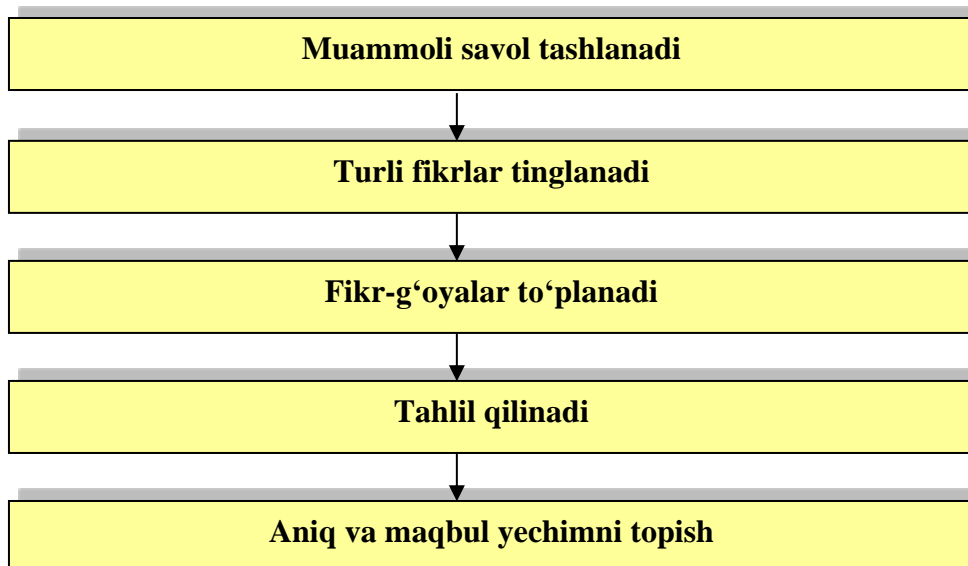 Muammoli savol tashlanadi
Turli fikrlar tinglanadi
Fikr-g‘oyalar to‘planadi
Tahlil qilinadi
Aniq va maqbul yechimni topish